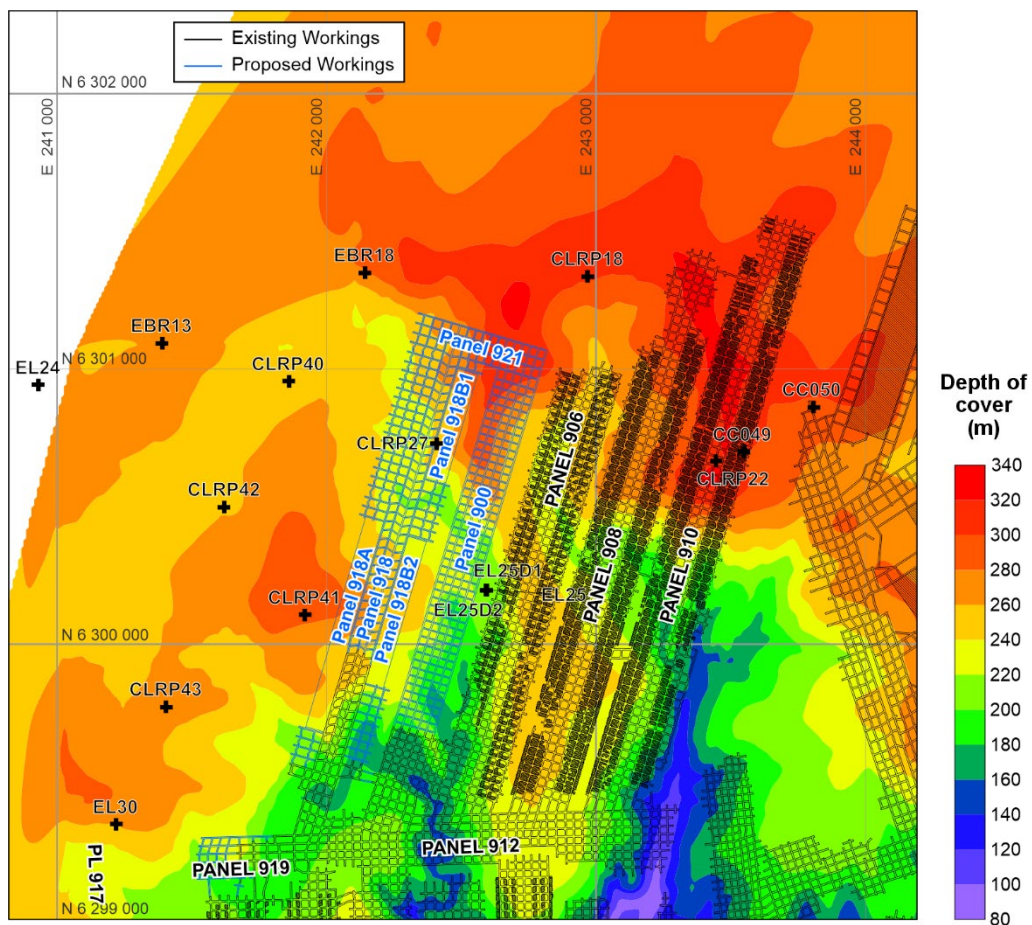 Existing Workings
Proposed Workings
N 6 302 000
E 241 000
E 242 000
E 243 000
E 244 000
EBR18
CLRP18
EBR13
N 6 301 000
Panel 921
EL24
CLRP40
CC050
Panel 918B1
PANEL 906
CLRP27
CC049
CLRP22
CLRP42
Panel 900
Panel 918A
Panel 918
Panel 918B2
PANEL 908
PANEL 910
EL25D1
EL25
EL25D2
CLRP41
N 6 300 000
CLRP43
EL30
PL 917
PANEL 919
PANEL 912
N 6 299 000
Depth of
cover
(m)
340
320
300
280
260
240
220
200
180
160
140
120
100
80